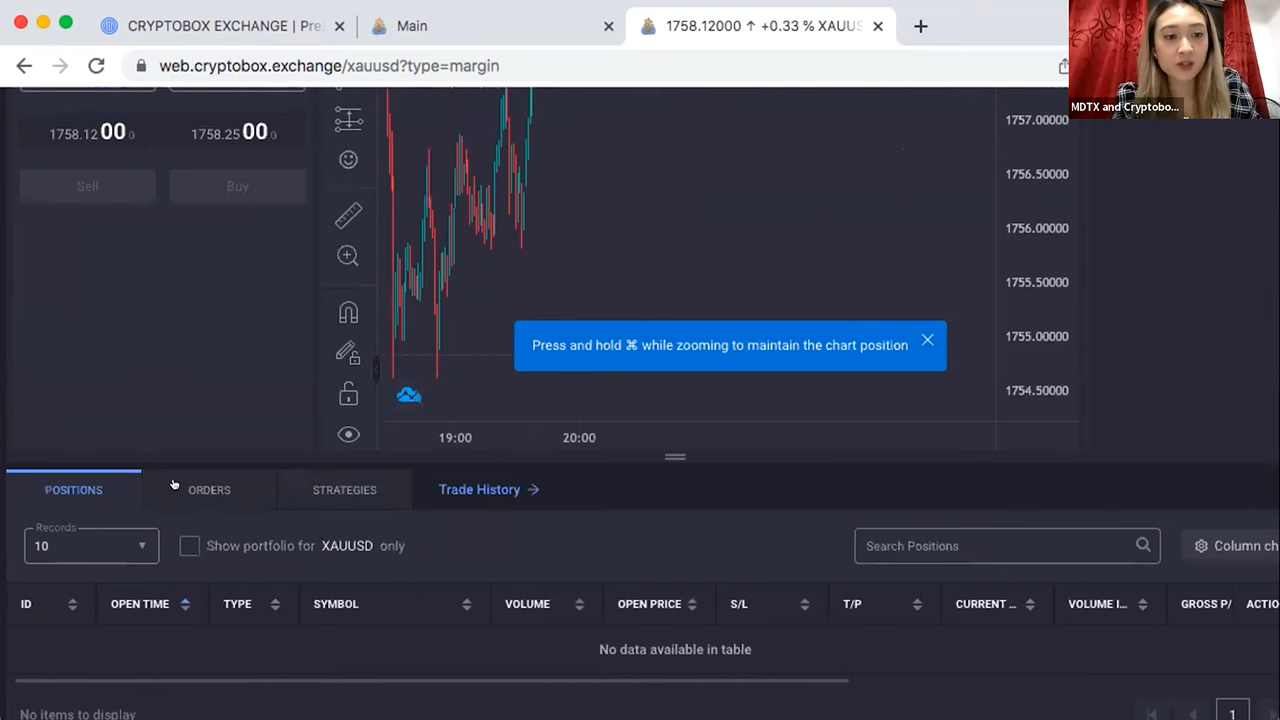 CRYPTOBOX EXCHANGE | Pre
Main
1758.12000 ↑ +0.33 % XAUUS
web.cryptobox.exchange/xauusd?type=margin
MDTX and Cryptobo...
1758.12 00 0
1758.25 00 0
Sell
Buy
1757.00000
1756.50000
1756.00000
1755.50000
1755.00000
1754.50000
Press and hold ⌘ while zooming to maintain the chart position
19:00
20:00
POSITIONS
ORDERS
STRATEGIES
Trade History →
Records
10
Show portfolio for XAUUSD only
Search Positions
Column ch
ID
OPEN TIME
TYPE
SYMBOL
VOLUME
OPEN PRICE
S/L
T/P
CURRENT ...
VOLUME I...
GROSS P/
ACTIO
No data available in table
No items to display
1